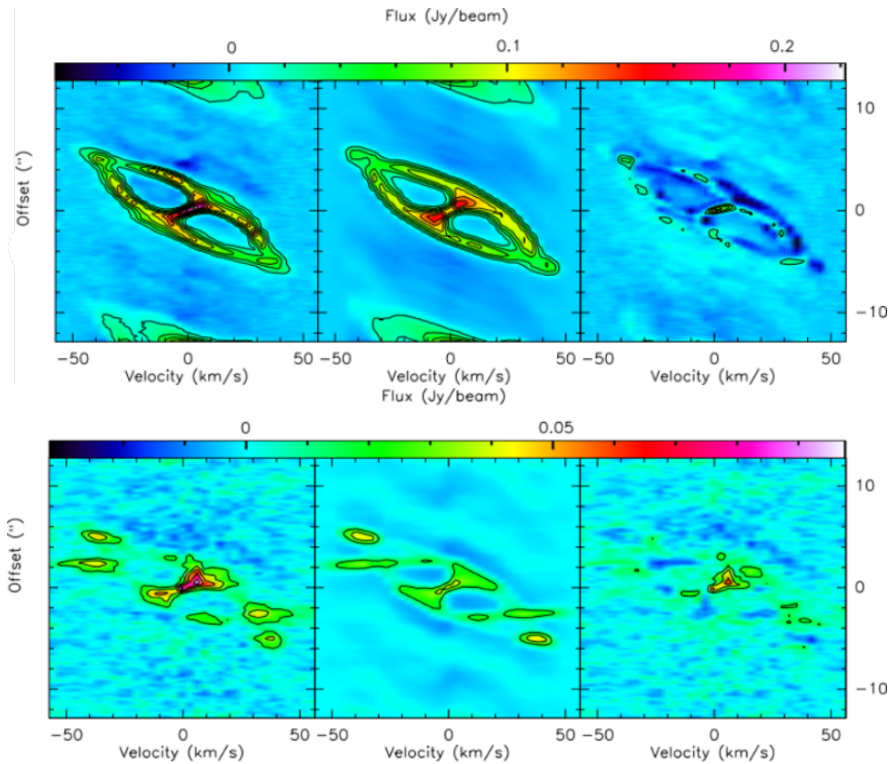 Flux (Jy/beam)
0 0.1 0.2
Offset (")
10
0
−10
−50 0 50 −50 0 50 −50 0 50
Velocity (km/s) Velocity (km/s) Velocity (km/s)
Flux (Jy/beam)
0 0.05
Offset (")
10
0
−10
−50 0 50 −50 0 50 −50 0 50
Velocity (km/s) Velocity (km/s) Velocity (km/s)